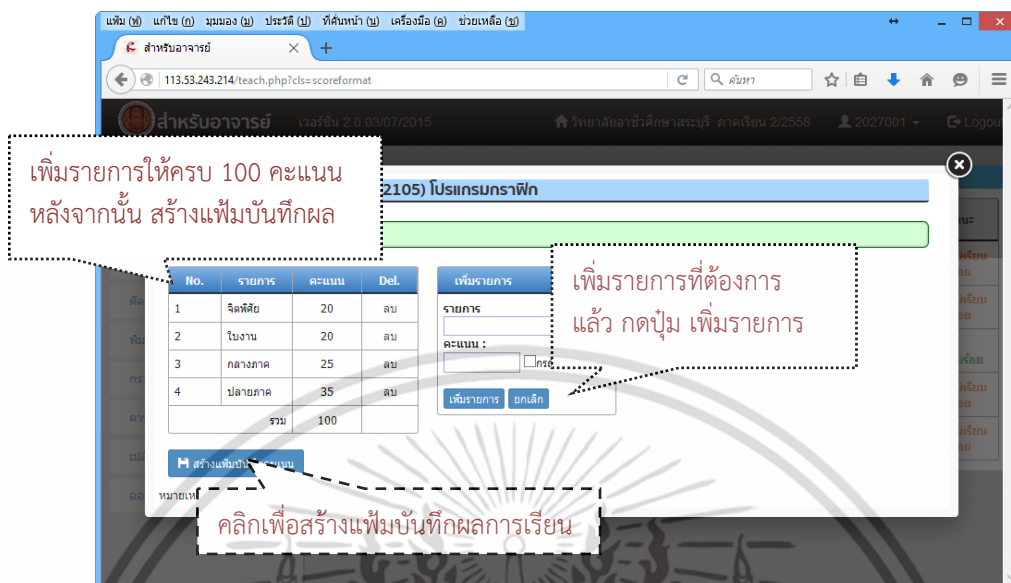 แฟ้ม (ฟ) แก้ไข (ก) มุมมอง (ม) ประวัติ (ป) ที่คั่นหน้า (น) เครื่องมือ (ค) ช่วยเหลือ (ช)
สำหรับอาจารย์
113.53.243.214/teach.php?cls=scoreformat
ค้นหา
สำหรับอาจารย์ เวอร์ชัน 2.0.03/07/2015 วิทยาลัยอาชีวศึกษาสระบุรี ภาคเรียน 2/2558 2027001 Logout
เพิ่มรายการให้ครบ 100 คะแนน
หลังจากนั้น สร้างแฟ้มบันทึกผล
2105) โปรแกรมกราฟิก
No. รายการ คะแนน Del.
1 จิตพิสัย 20 ลบ
2 ใบงาน 20 ลบ
3 กลางภาค 25 ลบ
4 ปลายภาค 35 ลบ
รวม 100
เพิ่มรายการ
รายการ
คะแนน :
เพิ่มรายการ ยกเลิก
เพิ่มรายการที่ต้องการ
แล้ว กดปุ่ม เพิ่มรายการ
คลิกเพื่อสร้างแฟ้มบันทึกผลการเรียน